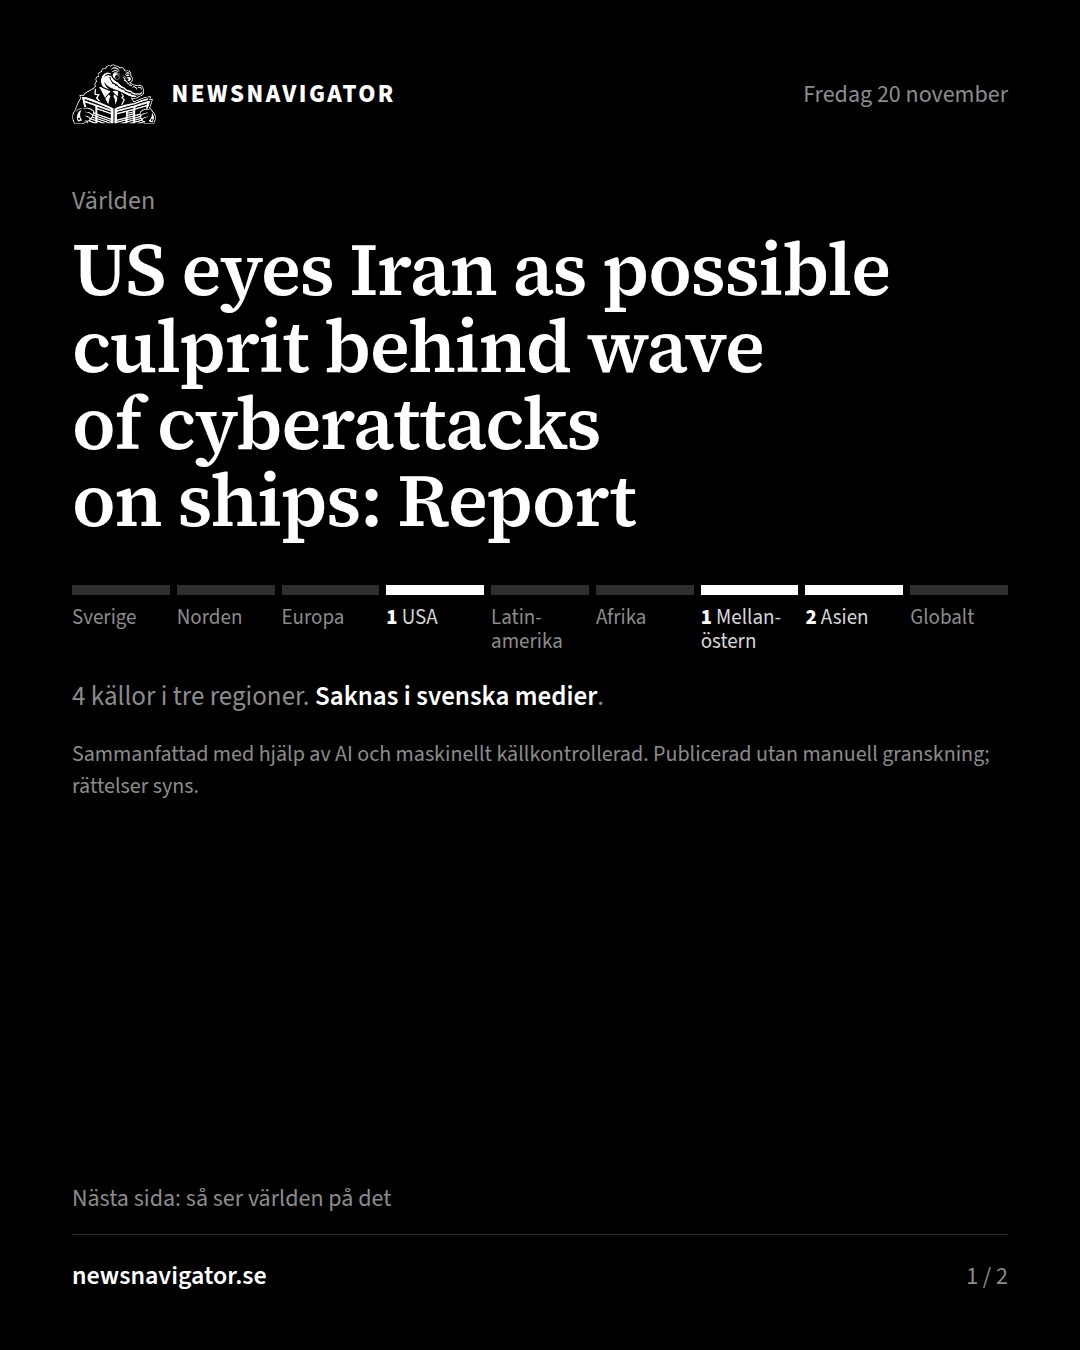 NEWSNAVIGATOR
Fredag 20 november
Världen
US eyes Iran as possible
culprit behind wave
of cyberattacks
on ships: Report
Sverige
Norden
Europa
1 USA
Latin-
amerika
Afrika
1 Mellan-
östern
2 Asien
Globalt
4 källor i tre regioner. Saknas i svenska medier.
Sammanfattad med hjälp av AI och maskinellt källkontrollerad. Publicerad utan manuell granskning;
rättelser syns.
Nästa sida: så ser världen på det
newsnavigator.se
1 / 2